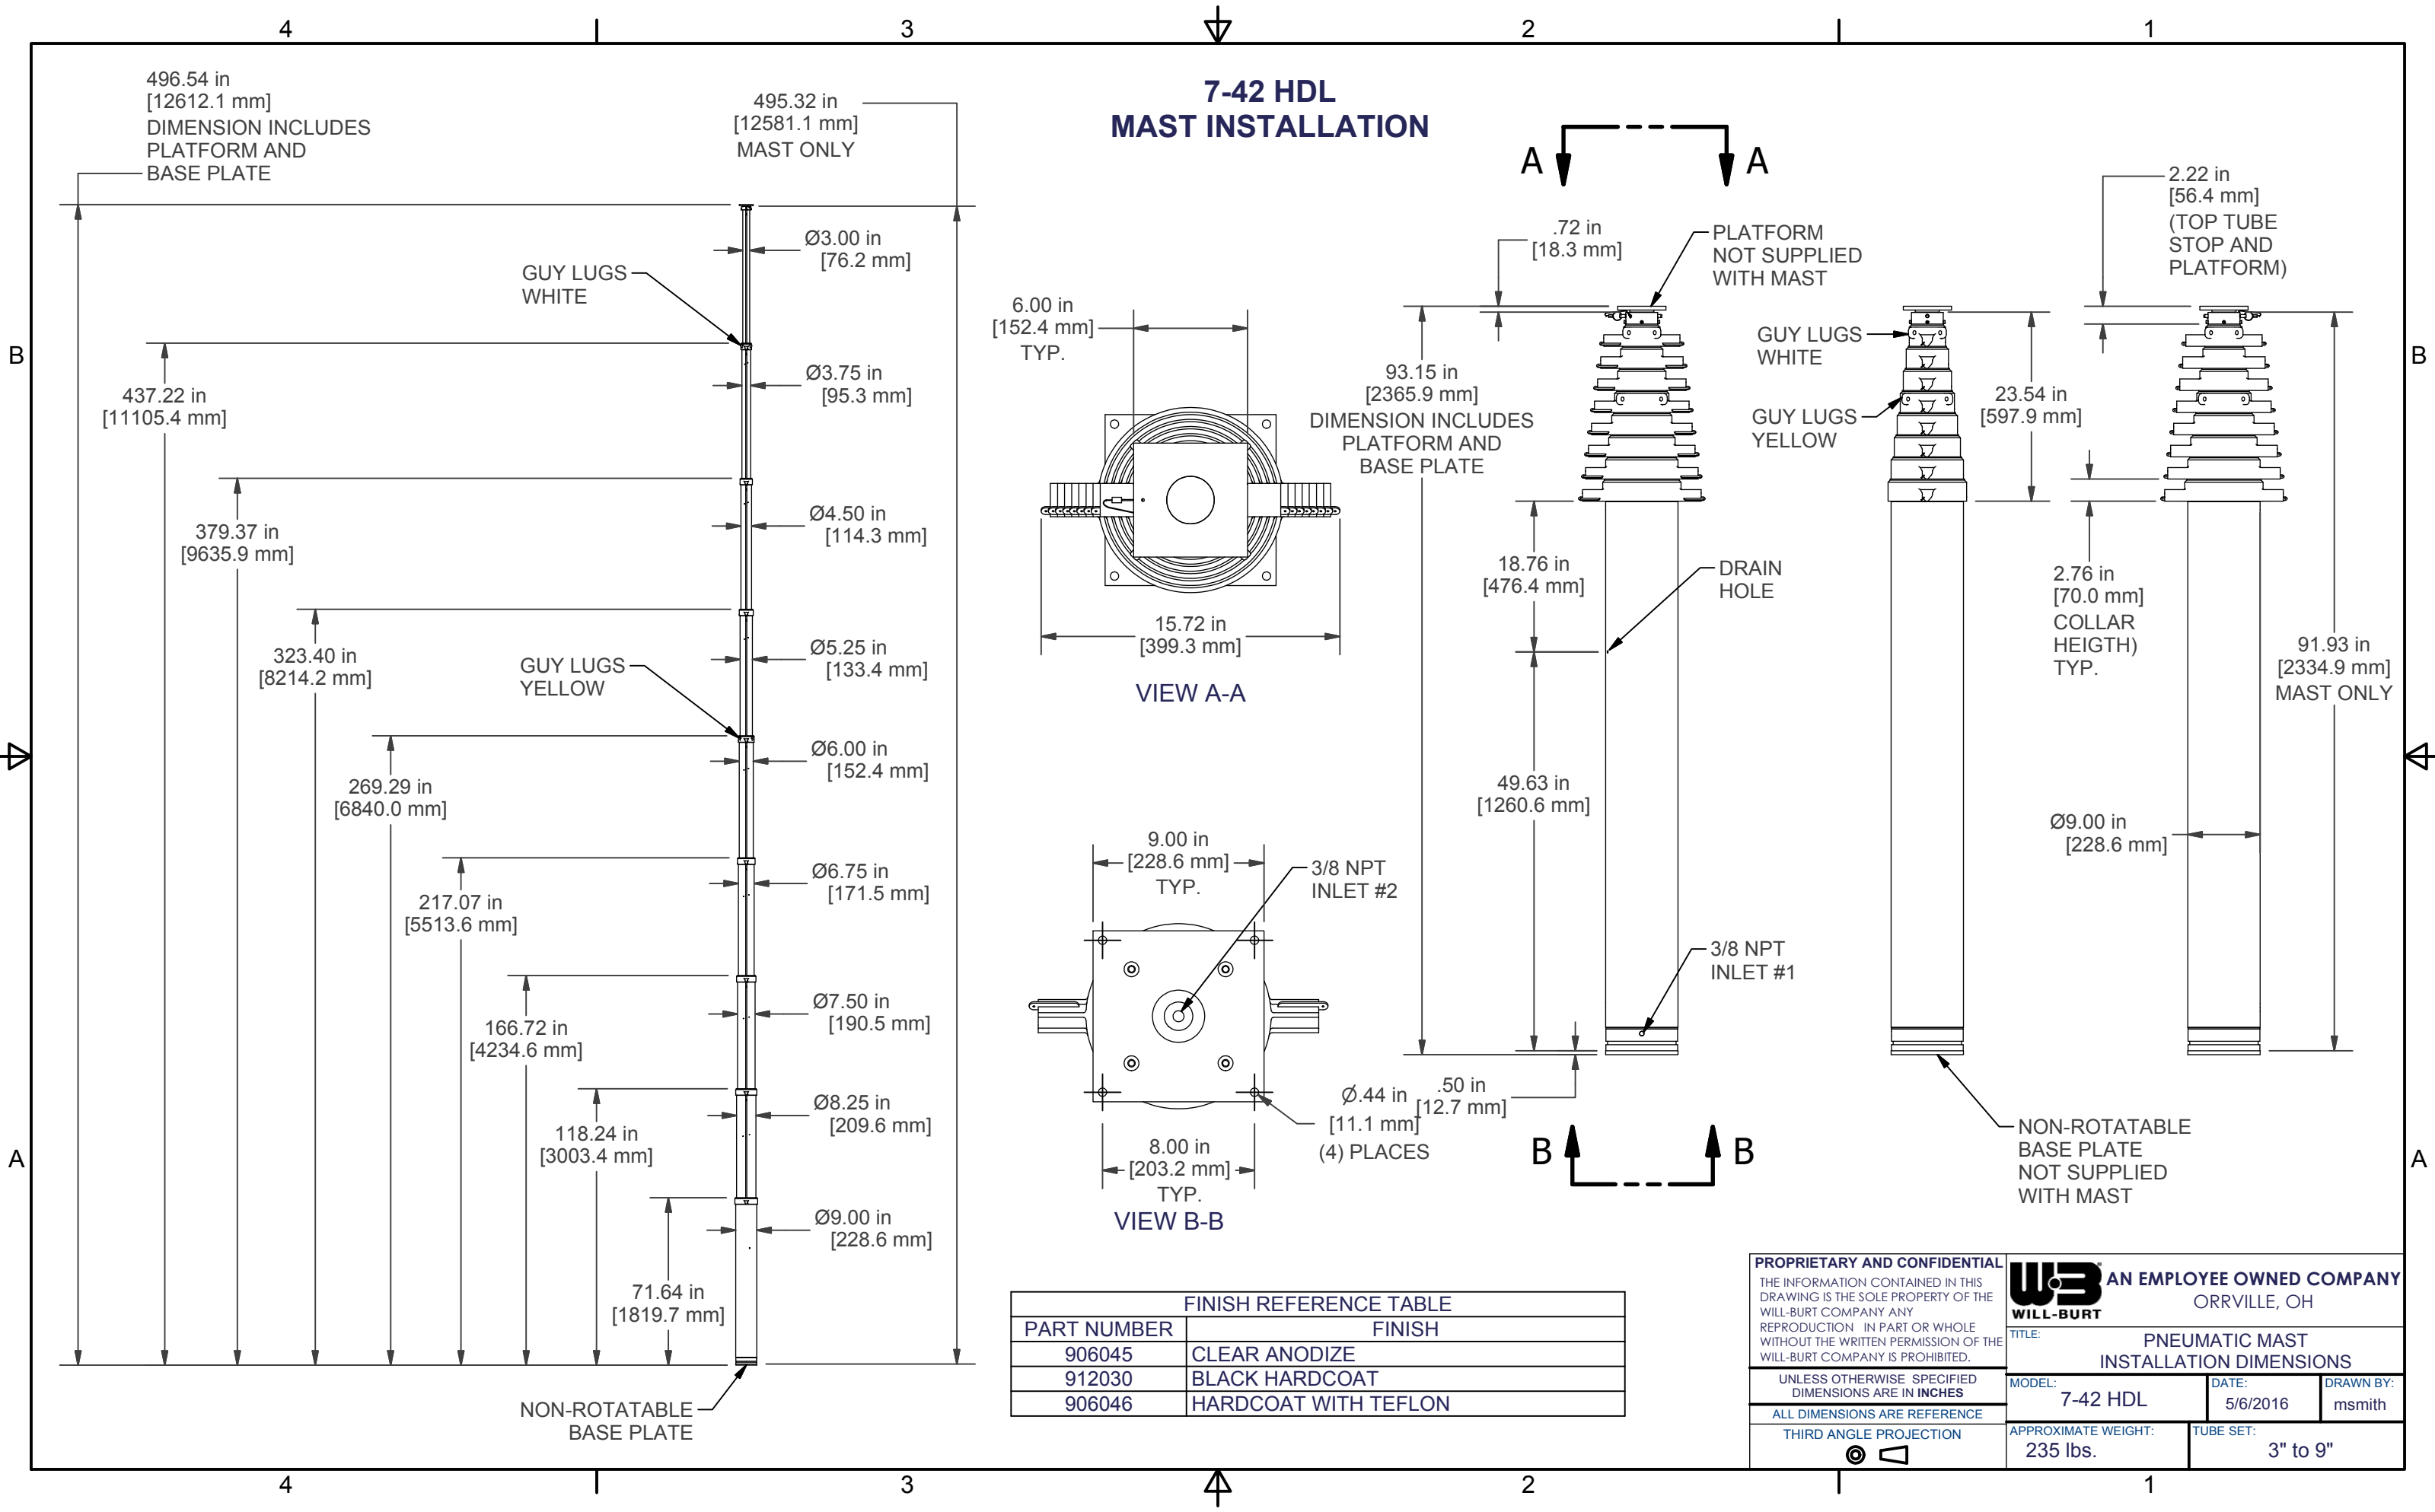 4
3
2
1
7-42 HDL
MAST INSTALLATION
496.54 in
[12612.1 mm]
DIMENSION INCLUDES
PLATFORM AND
BASE PLATE
495.32 in
[12581.1 mm]
MAST ONLY
Ø3.00 in
[76.2 mm]
GUY LUGS
WHITE
B
437.22 in
[11105.4 mm]
Ø3.75 in
[95.3 mm]
379.37 in
[9635.9 mm]
Ø4.50 in
[114.3 mm]
323.40 in
[8214.2 mm]
GUY LUGS
YELLOW
Ø5.25 in
[133.4 mm]
269.29 in
[6840.0 mm]
Ø6.00 in
[152.4 mm]
217.07 in
[5513.6 mm]
Ø6.75 in
[171.5 mm]
166.72 in
[4234.6 mm]
Ø7.50 in
[190.5 mm]
118.24 in
[3003.4 mm]
Ø8.25 in
[209.6 mm]
A
71.64 in
[1819.7 mm]
Ø9.00 in
[228.6 mm]
NON-ROTATABLE
BASE PLATE
6.00 in
[152.4 mm]
TYP.
15.72 in
[399.3 mm]
VIEW A-A
9.00 in
[228.6 mm]
TYP.
3/8 NPT
INLET #2
Ø.44 in
[11.1 mm]
(4) PLACES
8.00 in
[203.2 mm]
TYP.
VIEW B-B
A
A
.72 in
[18.3 mm]
PLATFORM
NOT SUPPLIED
WITH MAST
93.15 in
[2365.9 mm]
DIMENSION INCLUDES
PLATFORM AND
BASE PLATE
18.76 in
[476.4 mm]
DRAIN
HOLE
49.63 in
[1260.6 mm]
3/8 NPT
INLET #1
.50 in
[12.7 mm]
B
B
GUY LUGS
WHITE
GUY LUGS
YELLOW
23.54 in
[597.9 mm]
NON-ROTATABLE
BASE PLATE
NOT SUPPLIED
WITH MAST
2.22 in
[56.4 mm]
(TOP TUBE
STOP AND
PLATFORM)
2.76 in
[70.0 mm]
COLLAR
HEIGTH)
TYP.
91.93 in
[2334.9 mm]
MAST ONLY
Ø9.00 in
[228.6 mm]
B
A
FINISH REFERENCE TABLE
PART NUMBER FINISH
906045 CLEAR ANODIZE
912030 BLACK HARDCOAT
906046 HARDCOAT WITH TEFLON
PROPRIETARY AND CONFIDENTIAL
THE INFORMATION CONTAINED IN THIS
DRAWING IS THE SOLE PROPERTY OF THE
WILL-BURT COMPANY ANY
REPRODUCTION IN PART OR WHOLE
WITHOUT THE WRITTEN PERMISSION OF THE
WILL-BURT COMPANY IS PROHIBITED.
UNLESS OTHERWISE SPECIFIED
DIMENSIONS ARE IN INCHES
ALL DIMENSIONS ARE REFERENCE
THIRD ANGLE PROJECTION
W-B
WILL-BURT
AN EMPLOYEE OWNED COMPANY
ORRVILLE, OH
TITLE:
PNEUMATIC MAST
INSTALLATION DIMENSIONS
MODEL:
7-42 HDL
DATE:
5/6/2016
DRAWN BY:
msmith
APPROXIMATE WEIGHT:
235 lbs.
TUBE SET:
3" to 9"
4
3
2
1